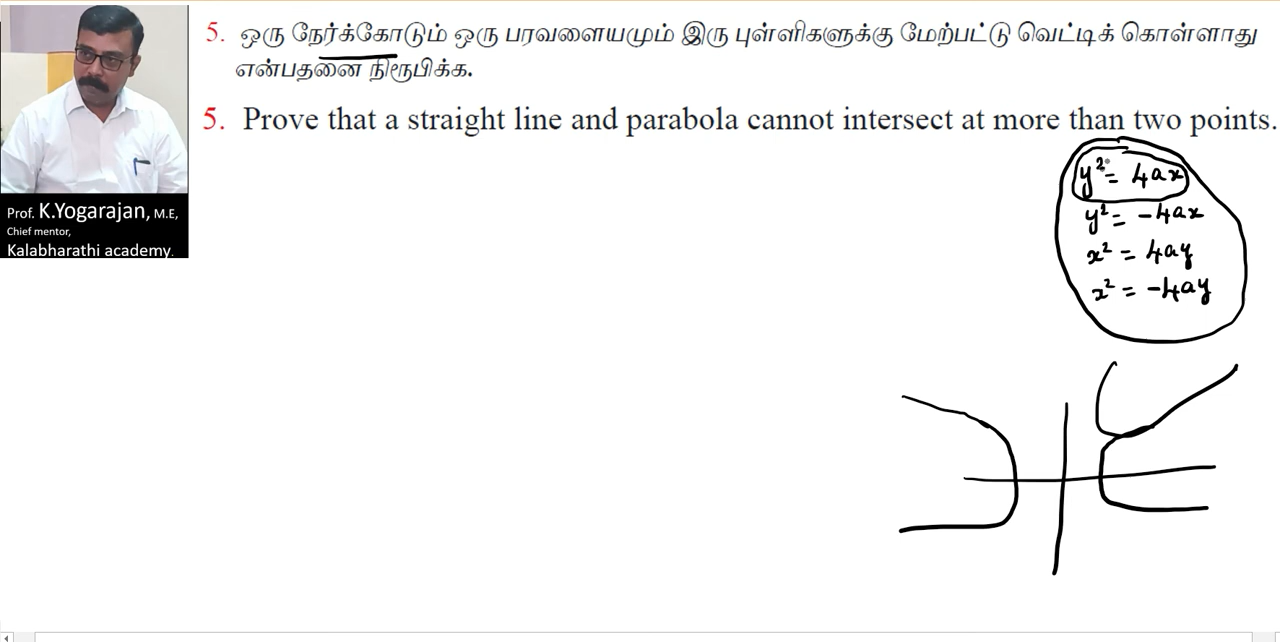 5. ஒரு நேர்க்கோடும் ஒரு பரவளையமும் இரு புள்ளிகளுக்கு மேற்பட்டு வெட்டிக் கொள்ளாது
என்பதனை நிரூபிக்க.
5. Prove that a straight line and parabola cannot intersect at more than two points.
y² = 4ax
y² = -4ax
x² = 4ay
x² = -4ay
Prof. K.Yogarajan, M.E,
Chief mentor,
Kalabharathi academy.